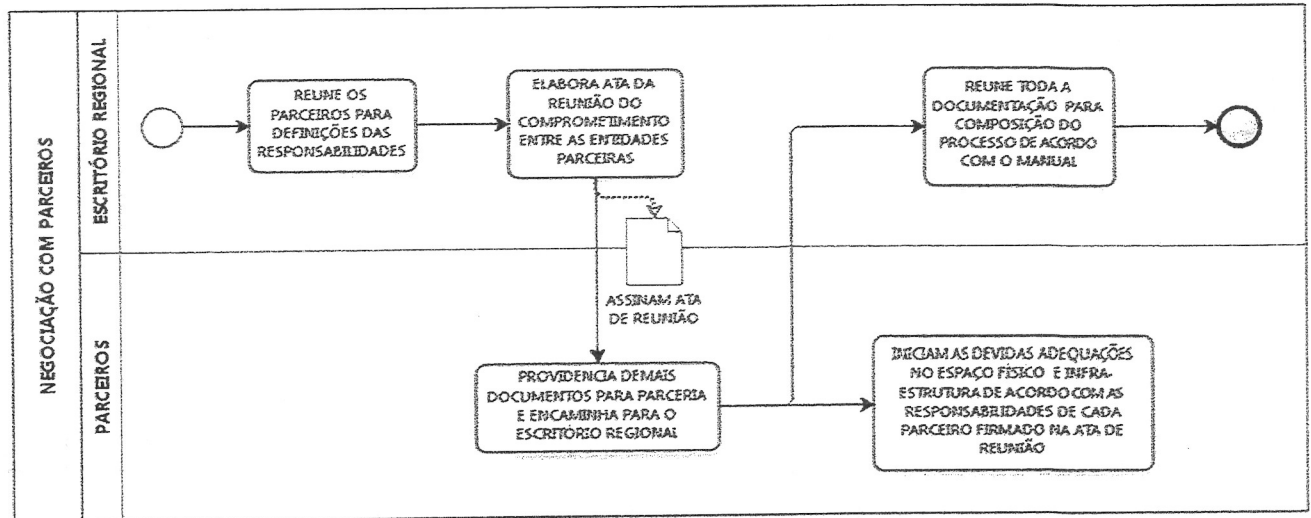 NEGOCIAÇÃO COM PARCEIROS
ESCRITÓRIO REGIONAL
REUNE OS
PARCEIROS PARA
DEFINIÇÕES DAS
RESPONSABILIDADES
ELABORA ATA DA
REUNIÃO DO
COMPROMETIMENTO
ENTRE AS ENTIDADES
PARCEIRAS
REUNE TODA A
DOCUMENTAÇÃO PARA
COMPOSIÇÃO DO
PROCESSO DE ACORDO
COM O MANUAL
ASSINAM ATA
DE REUNIÃO
PARCEIROS
PROVIDENCIA DEMAIS
DOCUMENTOS PARA PARCERIA
E ENCAMINHA PARA O
ESCRITÓRIO REGIONAL
INICIAM AS DEVIDAS ADEQUAÇÕES
NO ESPAÇO FÍSICO E INFRA-
ESTRUTURA DE ACORDO COM AS
RESPONSABILIDADES DE CADA
PARCEIRO FIRMADO NA ATA DE
REUNIÃO